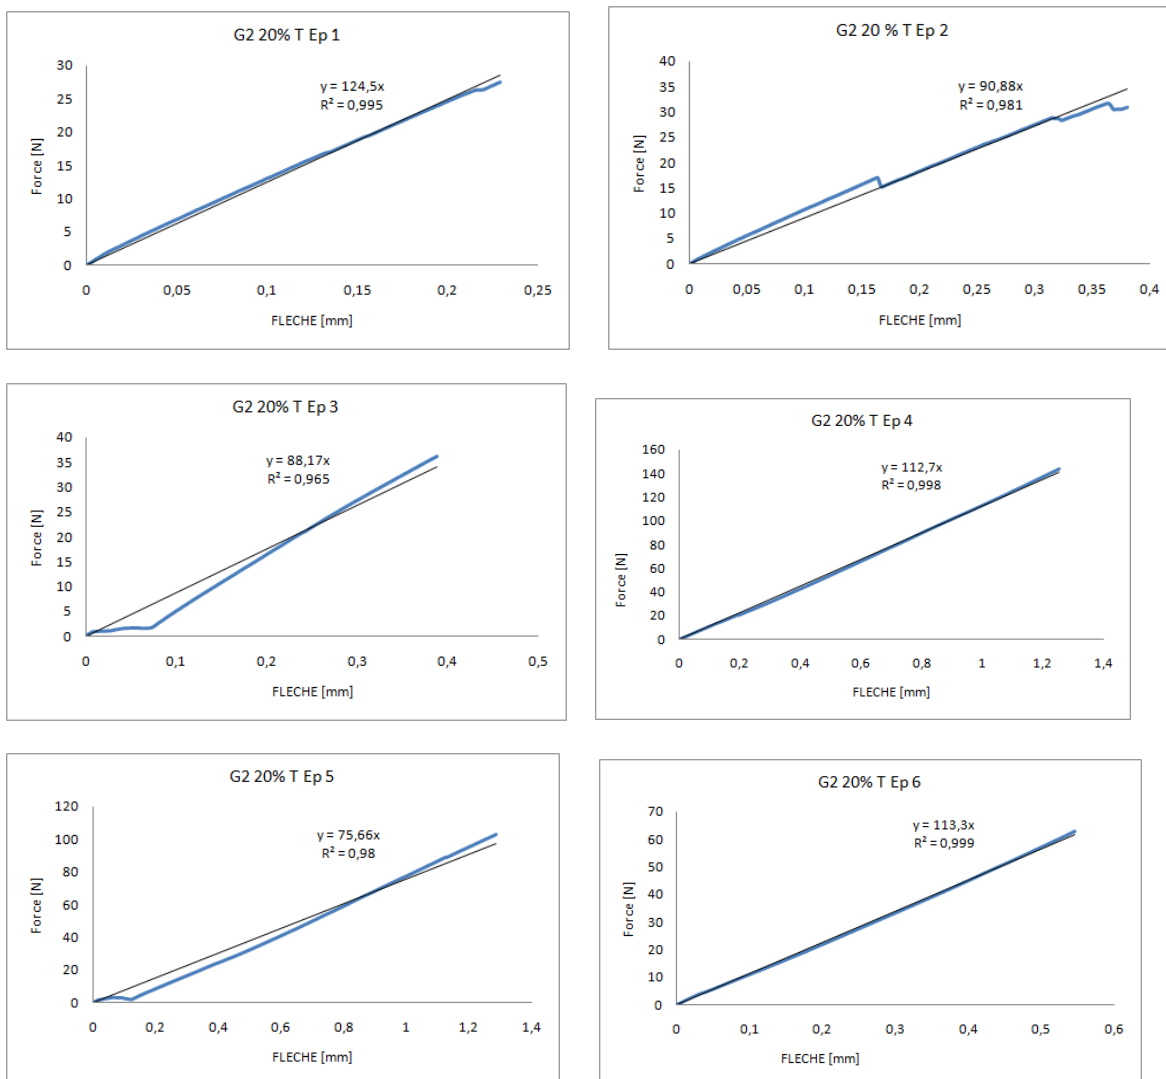 G2 20% T Ep 1
y = 124,5x
R² = 0,995
Force [N]
30
25
20
15
10
5
0
0 0,05 0,1 0,15 0,2 0,25
FLECHE [mm]
G2 20 % T Ep 2
y = 90,88x
R² = 0,981
Force [N]
40
35
30
25
20
15
10
5
0
0 0,05 0,1 0,15 0,2 0,25 0,3 0,35 0,4
FLECHE [mm]
G2 20% T Ep 3
y = 88,17x
R² = 0,965
Force [N]
40
35
30
25
20
15
10
5
0
0 0,1 0,2 0,3 0,4 0,5
FLECHE [mm]
G2 20% T Ep 4
y = 112,7x
R² = 0,998
Force [N]
160
140
120
100
80
60
40
20
0
0 0,2 0,4 0,6 0,8 1 1,2 1,4
FLECHE [mm]
G2 20% T Ep 5
y = 75,66x
R² = 0,98
Force [N]
120
100
80
60
40
20
0
0 0,2 0,4 0,6 0,8 1 1,2 1,4
FLECHE [mm]
G2 20% T Ep 6
y = 113,3x
R² = 0,999
Force [N]
70
60
50
40
30
20
10
0
0 0,1 0,2 0,3 0,4 0,5 0,6
FLECHE [mm]